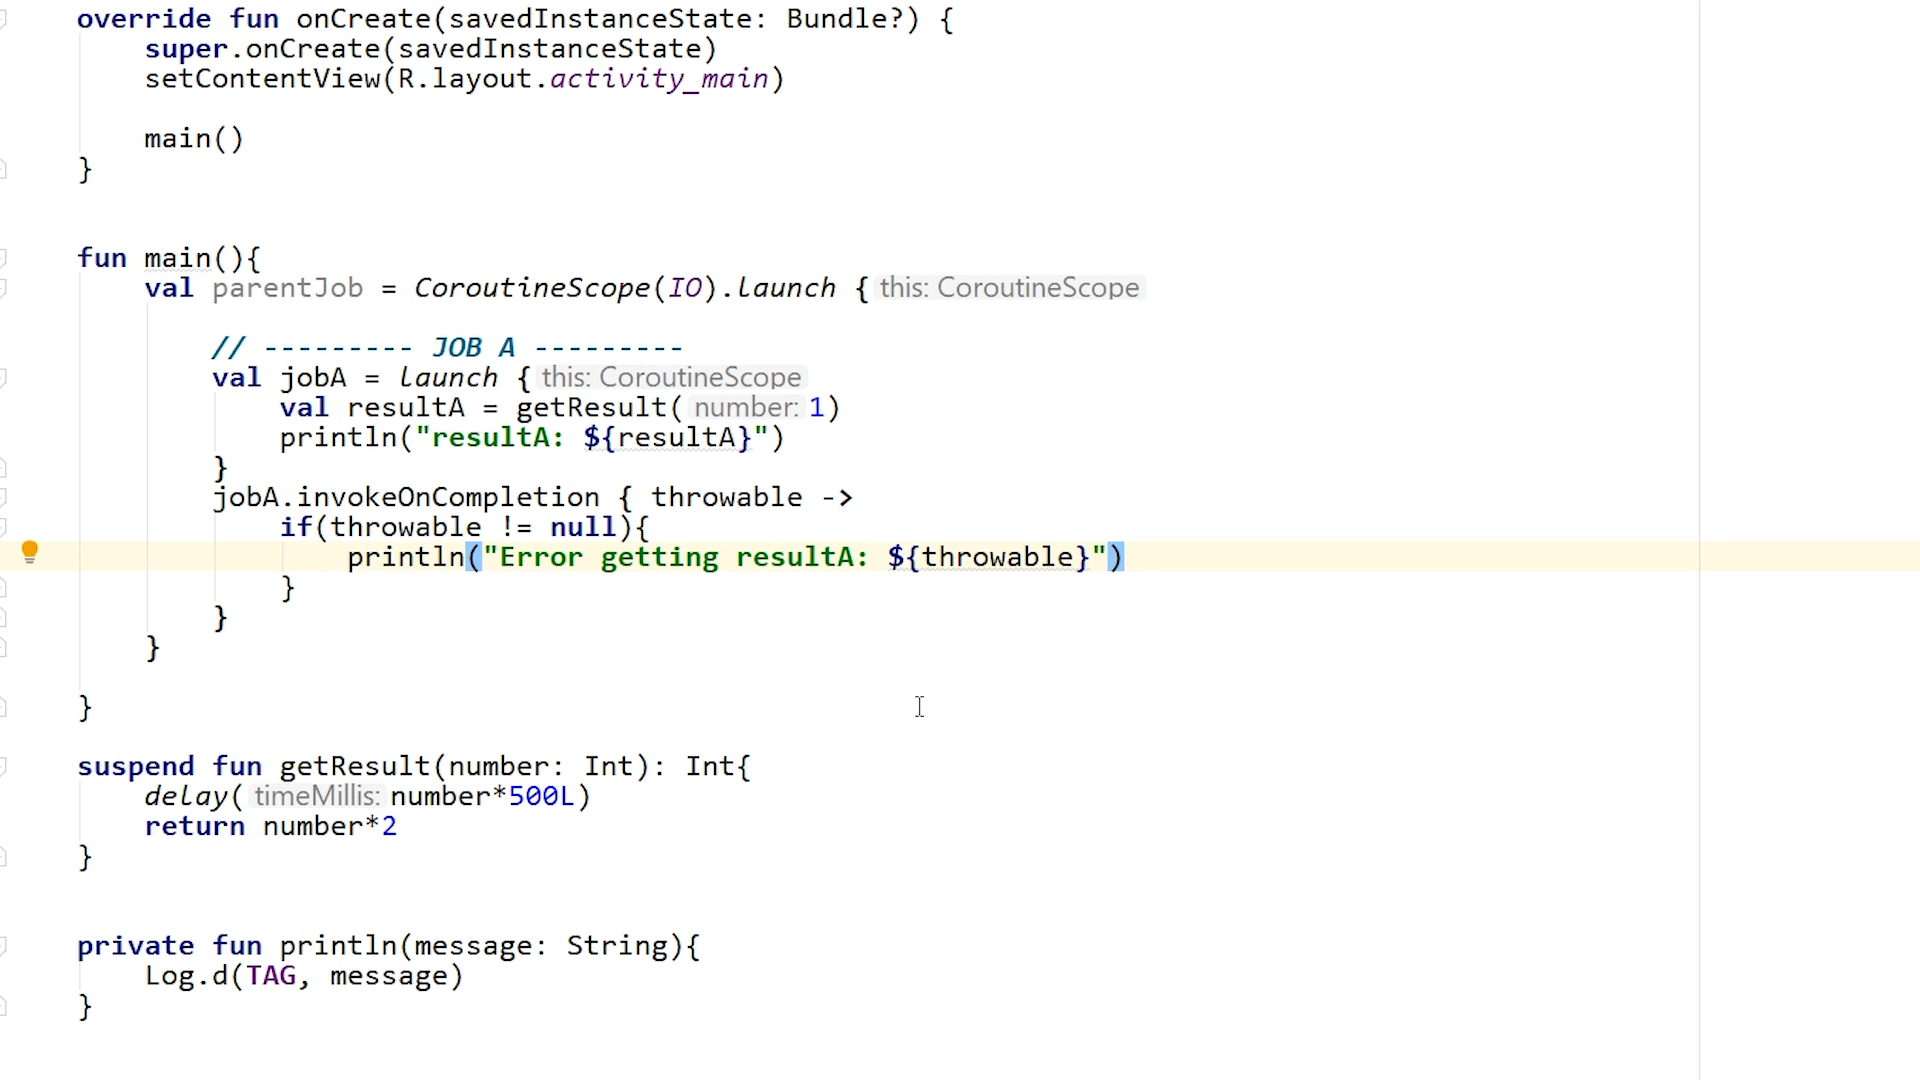 override fun onCreate(savedInstanceState: Bundle?) {
super.onCreate(savedInstanceState)
setContentView(R.layout.activity_main)
main()
}
fun main(){
val parentJob = CoroutineScope(IO).launch { this: CoroutineScope
// --------- JOB A ---------
val jobA = launch { this: CoroutineScope
val resultA = getResult( number: 1)
println("resultA: ${resultA}")
}
jobA.invokeOnCompletion { throwable ->
if(throwable != null){
println("Error getting resultA: ${throwable}")
}
}
}
}
suspend fun getResult(number: Int): Int{
delay( timeMillis: number*500L)
return number*2
}
private fun println(message: String){
Log.d(TAG, message)
}